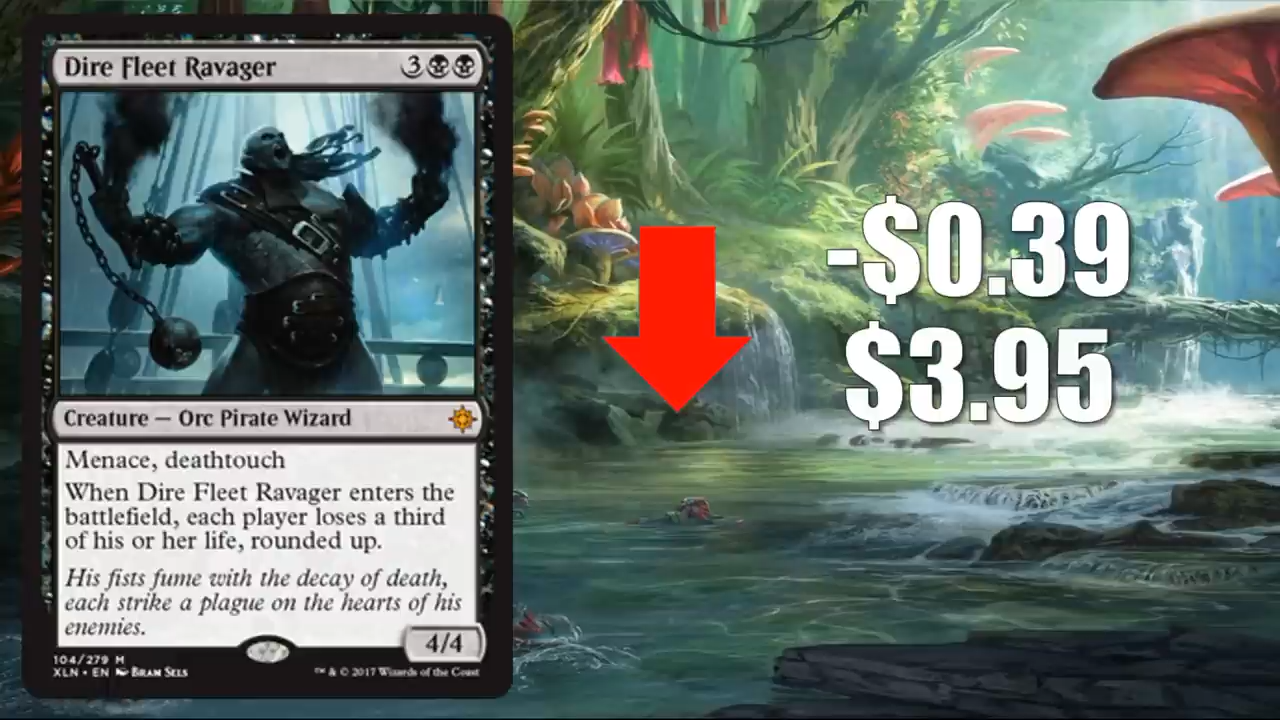 Dire Fleet Ravager 3
Creature — Orc Pirate Wizard
Menace, deathtouch
When Dire Fleet Ravager enters the
battlefield, each player loses a third
of his or her life, rounded up.
His fists fume with the decay of death,
each strike a plague on the hearts of his
enemies.
4/4
104/279 M
XLN • EN Bram Sels
™ & © 2017 Wizards of the Coast
-$0.39
$3.95